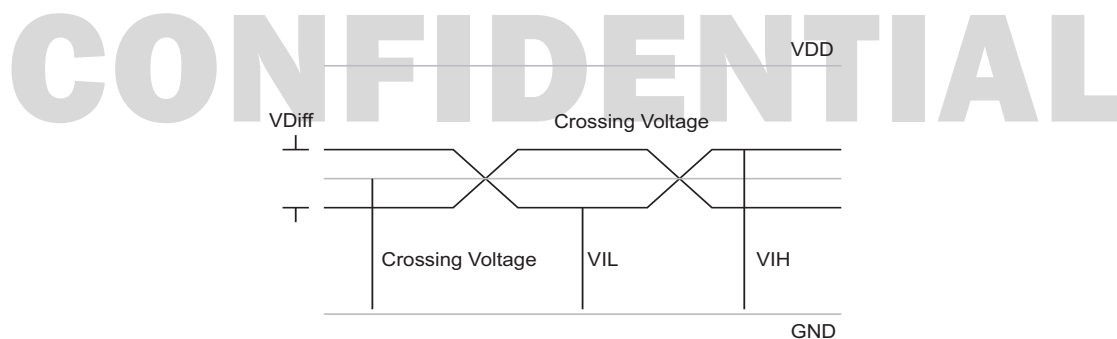 CONFIDENTIAL
VDD
VDiff
Crossing Voltage
Crossing Voltage
VIL
VIH
GND